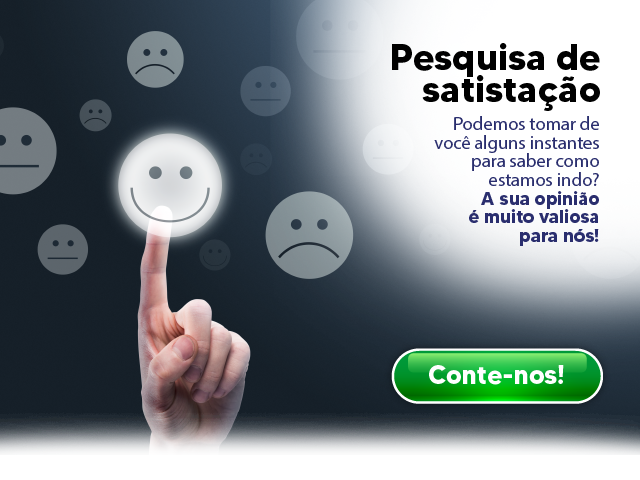 Pesquisa de
satistação
Podemos tomar de
você alguns instantes
para saber como
estamos indo?
A sua opinião
é muito valiosa
para nós!
Conte-nos!